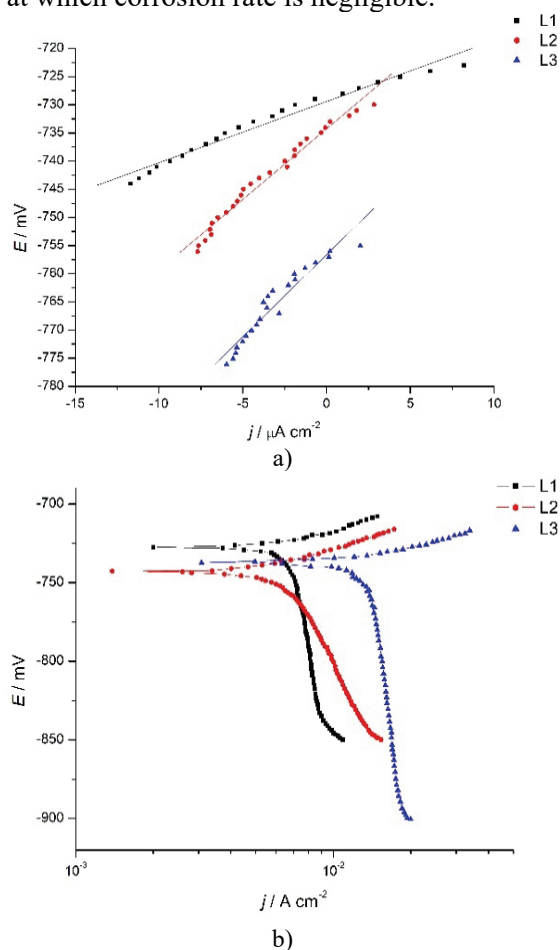 at which corrosion rate is negligible.
L1
L2
L3
-720
-725
-730
-735
-740
-745
-750
-755
-760
-765
-770
-775
-780
E / mV
-15
-10
-5
0
5
10
j / μA cm⁻²
a)
L1
L2
L3
-700
-750
-800
-850
-900
E / mV
10⁻³
10⁻²
j / A cm⁻²
b)